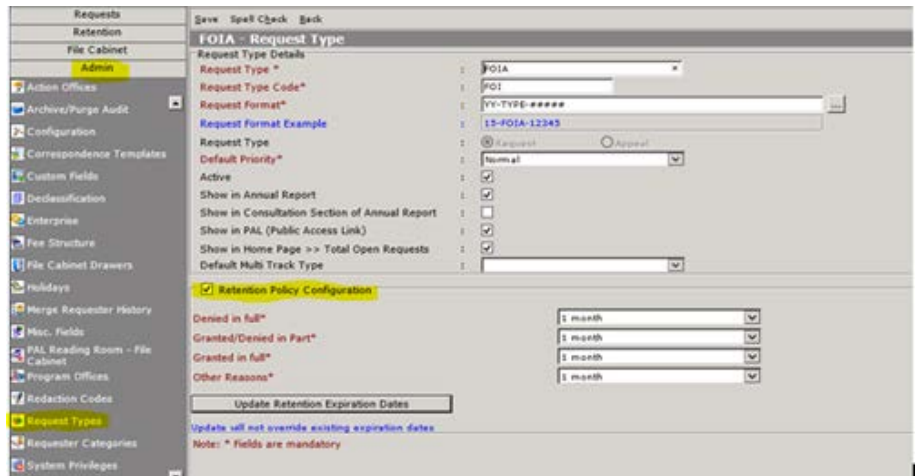 Requests
Retention
File Cabinet
Admin
Action Offices
Archive/Purge Audit
Configuration
Correspondence Templates
Custom Fields
Declassification
Enterprise
Fee Structure
File Cabinet Drawers
Holidays
Merge Requester History
Misc. Fields
PAL Reading Room - File
Cabinet
Program Offices
Redaction Codes
Request Types
Requester Categories
System Privileges
Save Spell Check Back
FOIA - Request Type
Request Type Details
Request Type * : FOIA
Request Type Code* : FOI
Request Format* : YY-TYPE-##### ...
Request Format Example : 15-FOIA-12345
Request Type : Request Appeal
Default Priority* : Normal
Active :
Show in Annual Report :
Show in Consultation Section of Annual Report :
Show in PAL (Public Access Link) :
Show in Home Page >> Total Open Requests :
Default Multi Track Type :
Retention Policy Configuration
Denied in full* 1 month
Granted/Denied in Part* 1 month
Granted in full* 1 month
Other Reasons* 1 month
Update Retention Expiration Dates
Update will not override existing expiration dates
Note: * Fields are mandatory